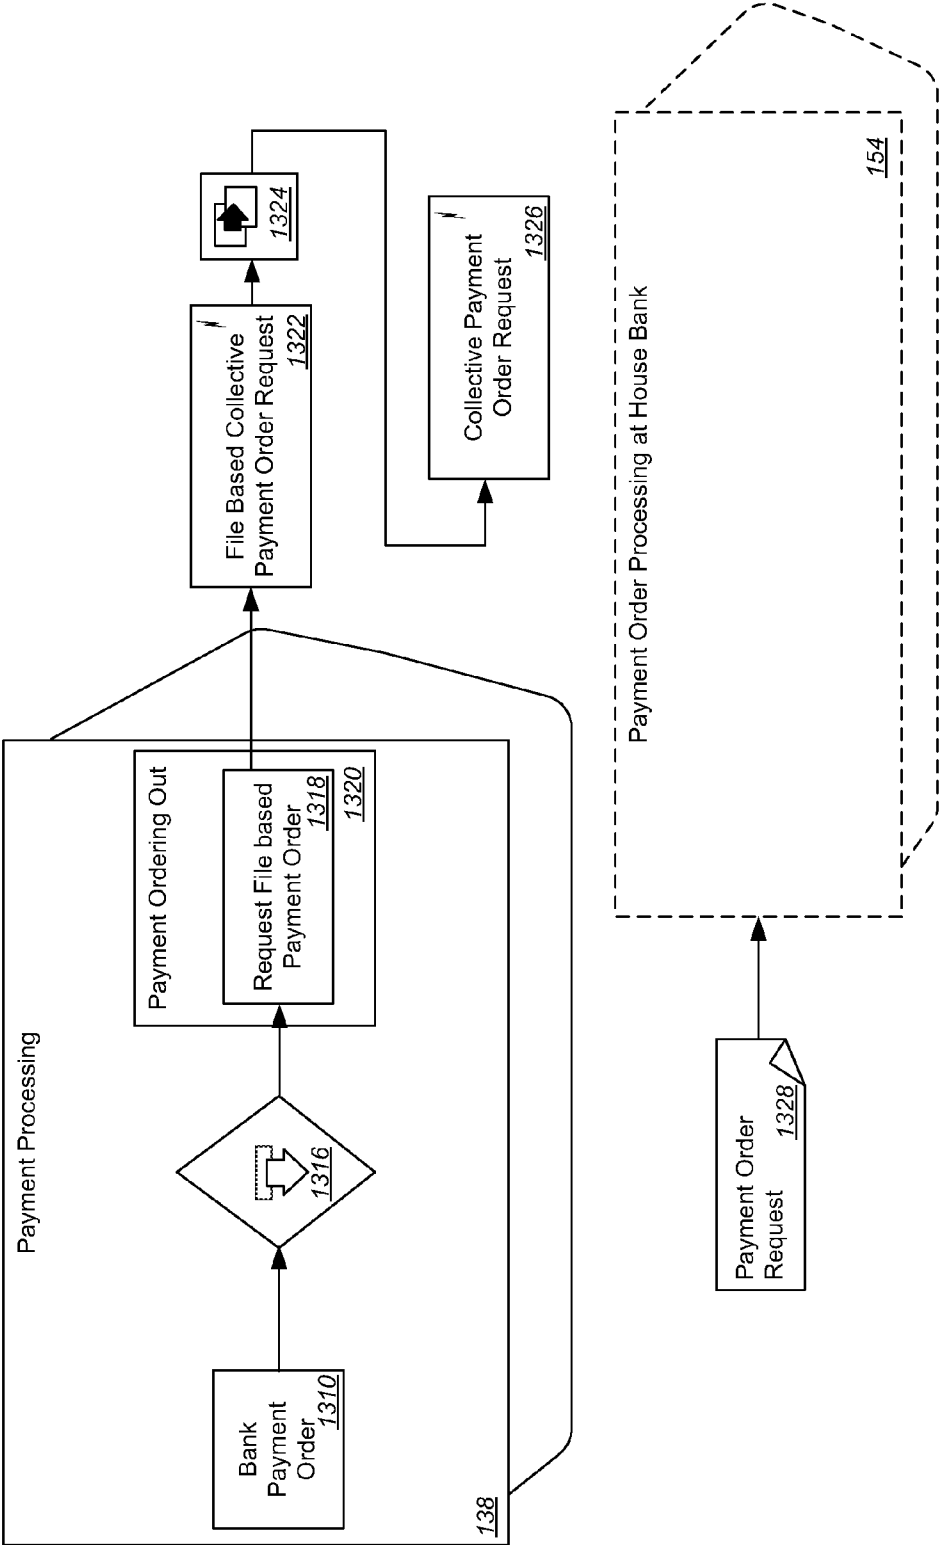 Payment Processing
138
Bank
Payment
Order
1310
1316
Payment Ordering Out
Request File based
Payment Order
1318
1320
File Based Collective
Payment Order Request
1322
1324
Collective Payment
Order Request
1326
Payment Order Processing at House Bank
154
Payment Order
Request
1328